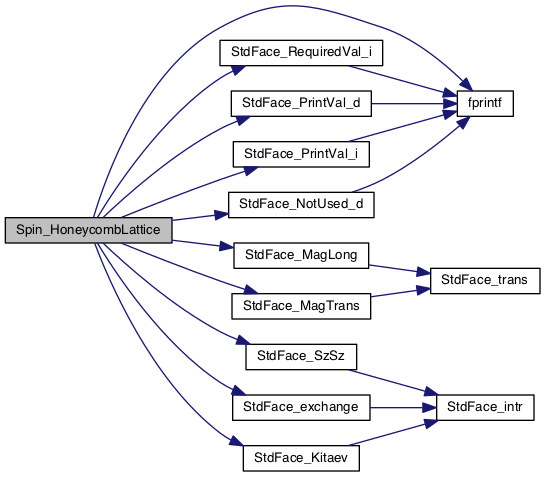 StdFace_RequiredVal_i
StdFace_PrintVal_d
fprintf
StdFace_PrintVal_i
StdFace_NotUsed_d
Spin_HoneycombLattice
StdFace_MagLong
StdFace_trans
StdFace_MagTrans
StdFace_SzSz
StdFace_exchange
StdFace_intr
StdFace_Kitaev